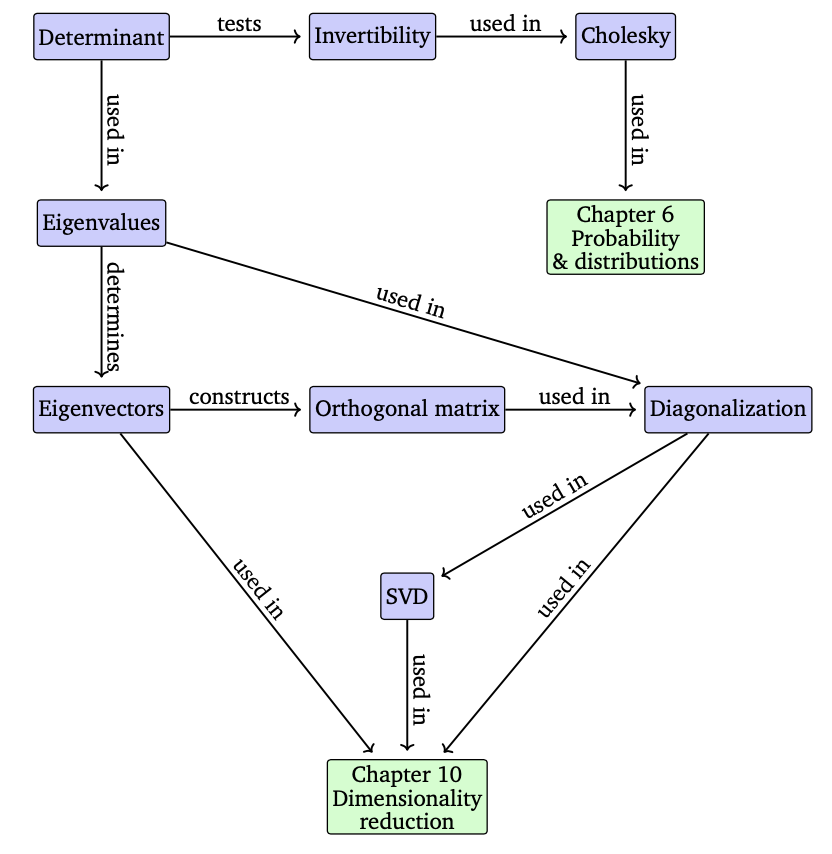 Determinant
tests
Invertibility
used in
Cholesky
used in
used in
Eigenvalues
Chapter 6
Probability
& distributions
determines
used in
Eigenvectors
constructs
Orthogonal matrix
used in
Diagonalization
used in
used in
used in
SVD
used in
Chapter 10
Dimensionality
reduction